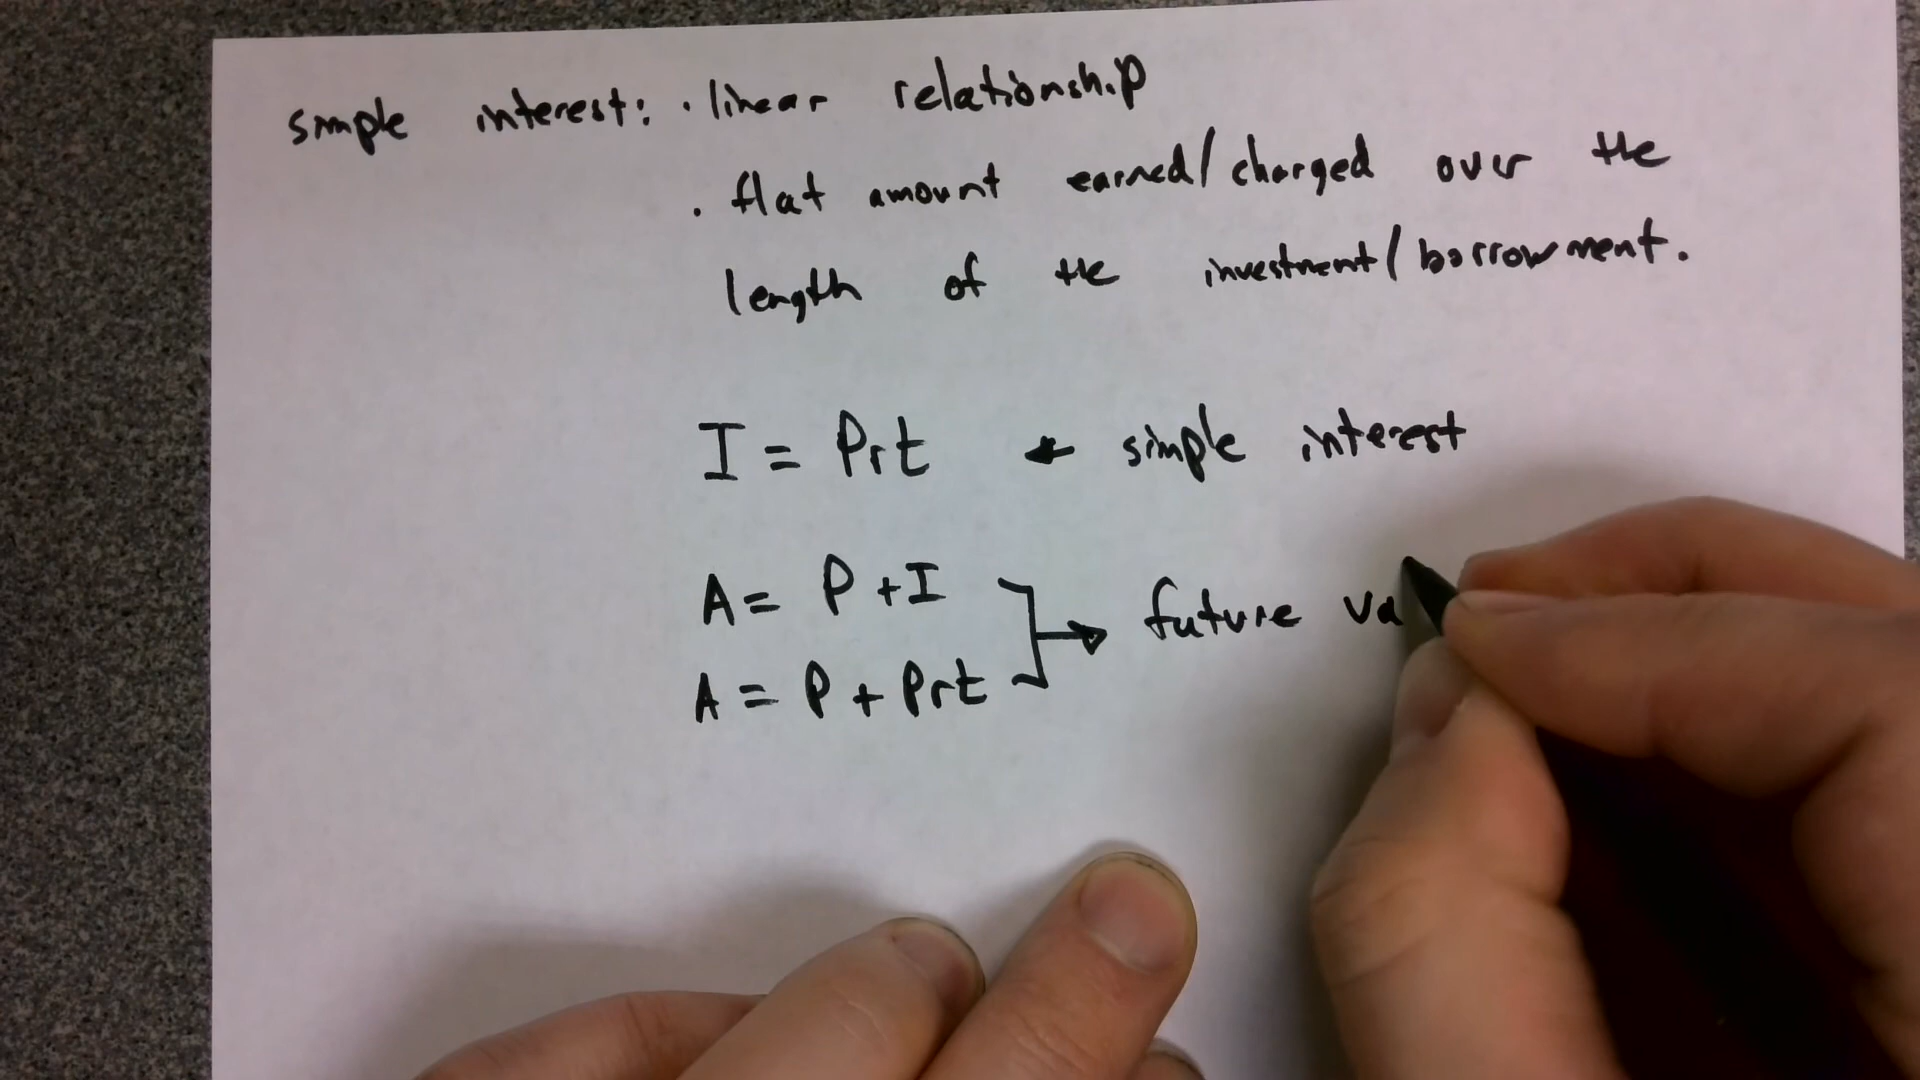 simple interest: · linear relationship
· flat amount earned/charged over the
length of the investment/borrowment.
I = Prt ← simple interest
A = P + I
future va
A = P + Prt